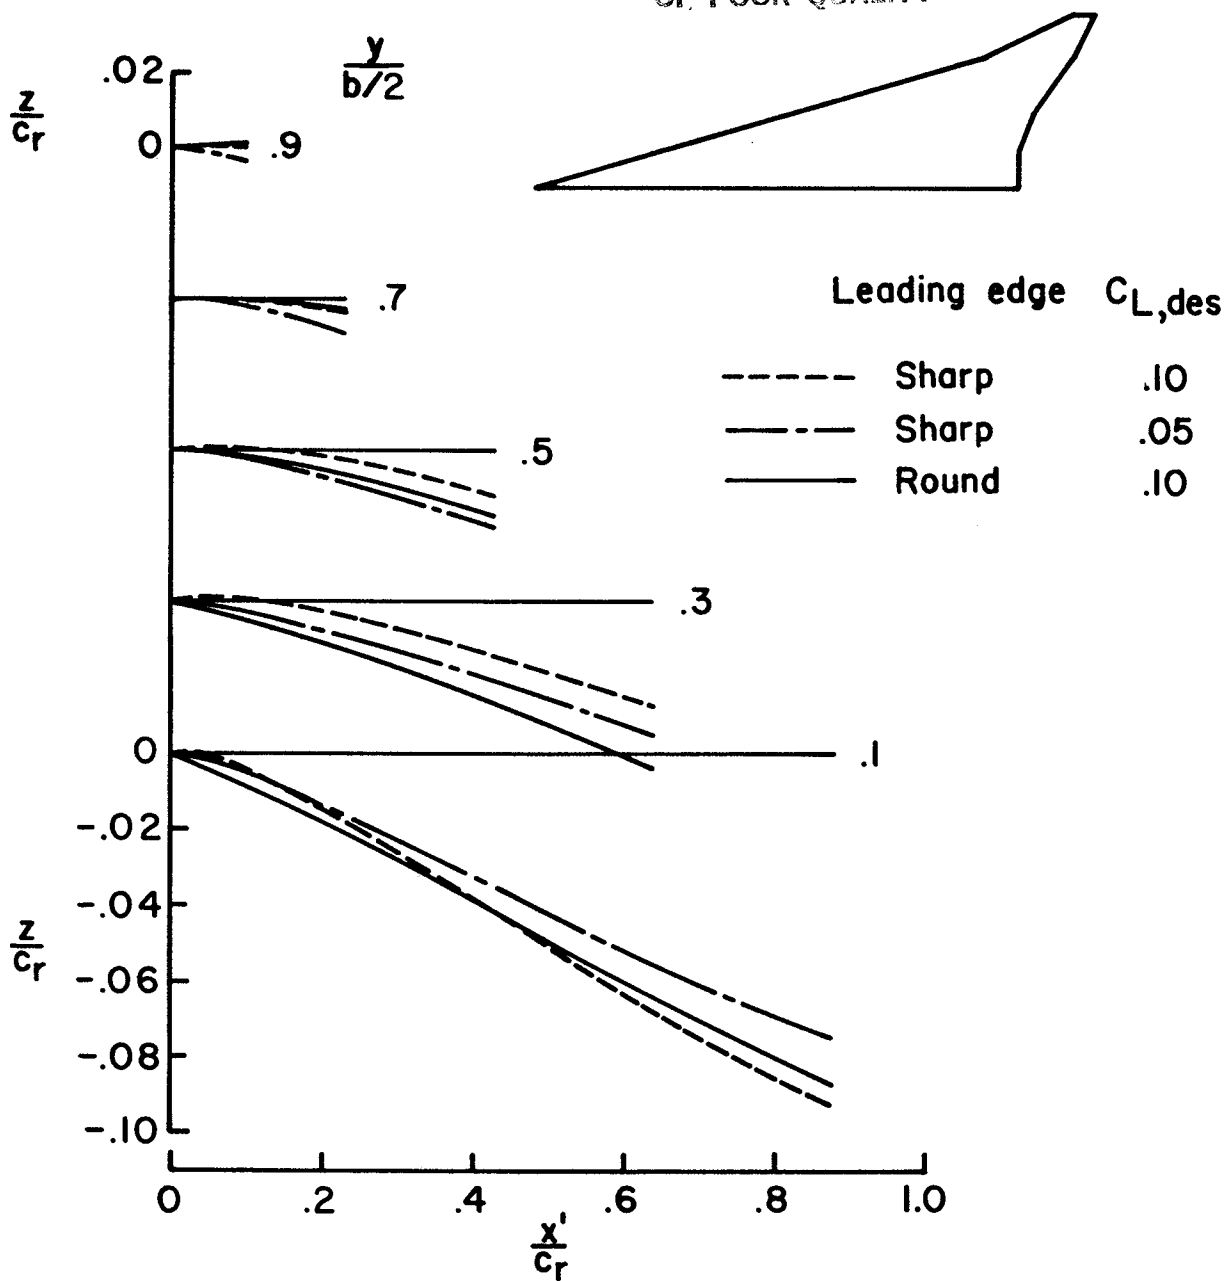 .02
y
b/2
z
c_r
0
.9
.7
Leading edge C_L,des
Sharp .10
.5
Sharp .05
Round .10
.3
0
.1
-.02
-.04
z
c_r
-.06
-.08
-.10
0 .2 .4 .6 .8 1.0
x'
c_r